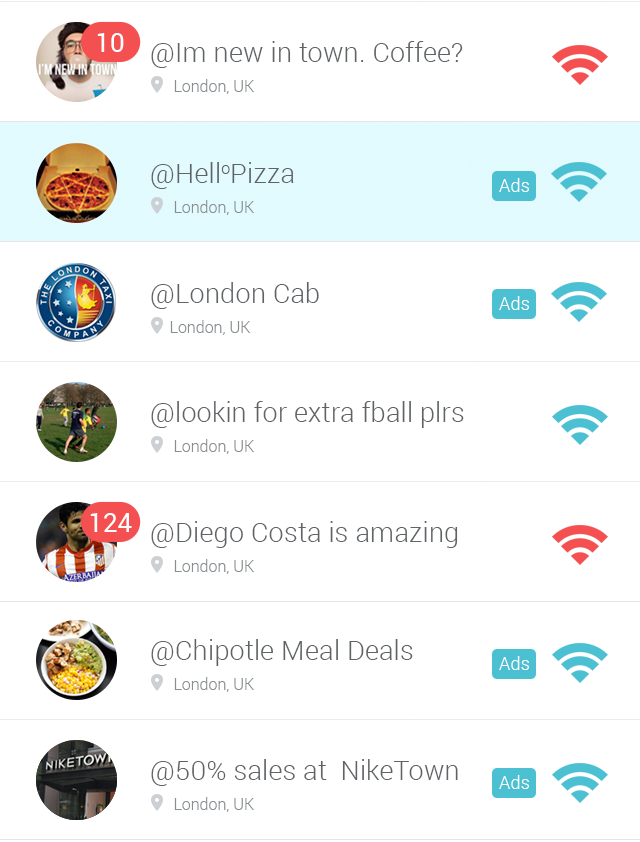 10
I'M NEW IN TOWN
@Im new in town. Coffee?
London, UK
@HellºPizza
London, UK
Ads
THE LONDON TAXI
COMPANY
@London Cab
London, UK
Ads
@lookin for extra fball plrs
London, UK
124
AZERBAIJAN
@Diego Costa is amazing
London, UK
@Chipotle Meal Deals
London, UK
Ads
NIKETOWN
@50% sales at  NikeTown
London, UK
Ads